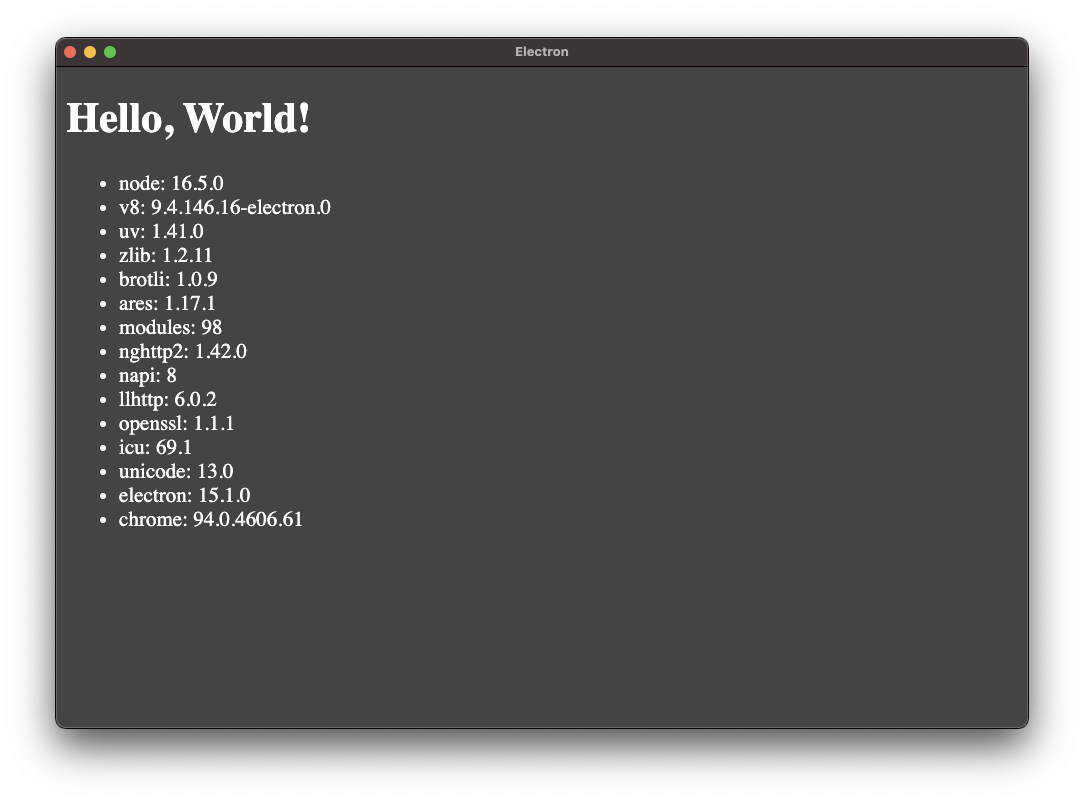 Electron
Hello, World!
node: 16.5.0
v8: 9.4.146.16-electron.0
uv: 1.41.0
zlib: 1.2.11
brotli: 1.0.9
ares: 1.17.1
modules: 98
nghttp2: 1.42.0
napi: 8
llhttp: 6.0.2
openssl: 1.1.1
icu: 69.1
unicode: 13.0
electron: 15.1.0
chrome: 94.0.4606.61